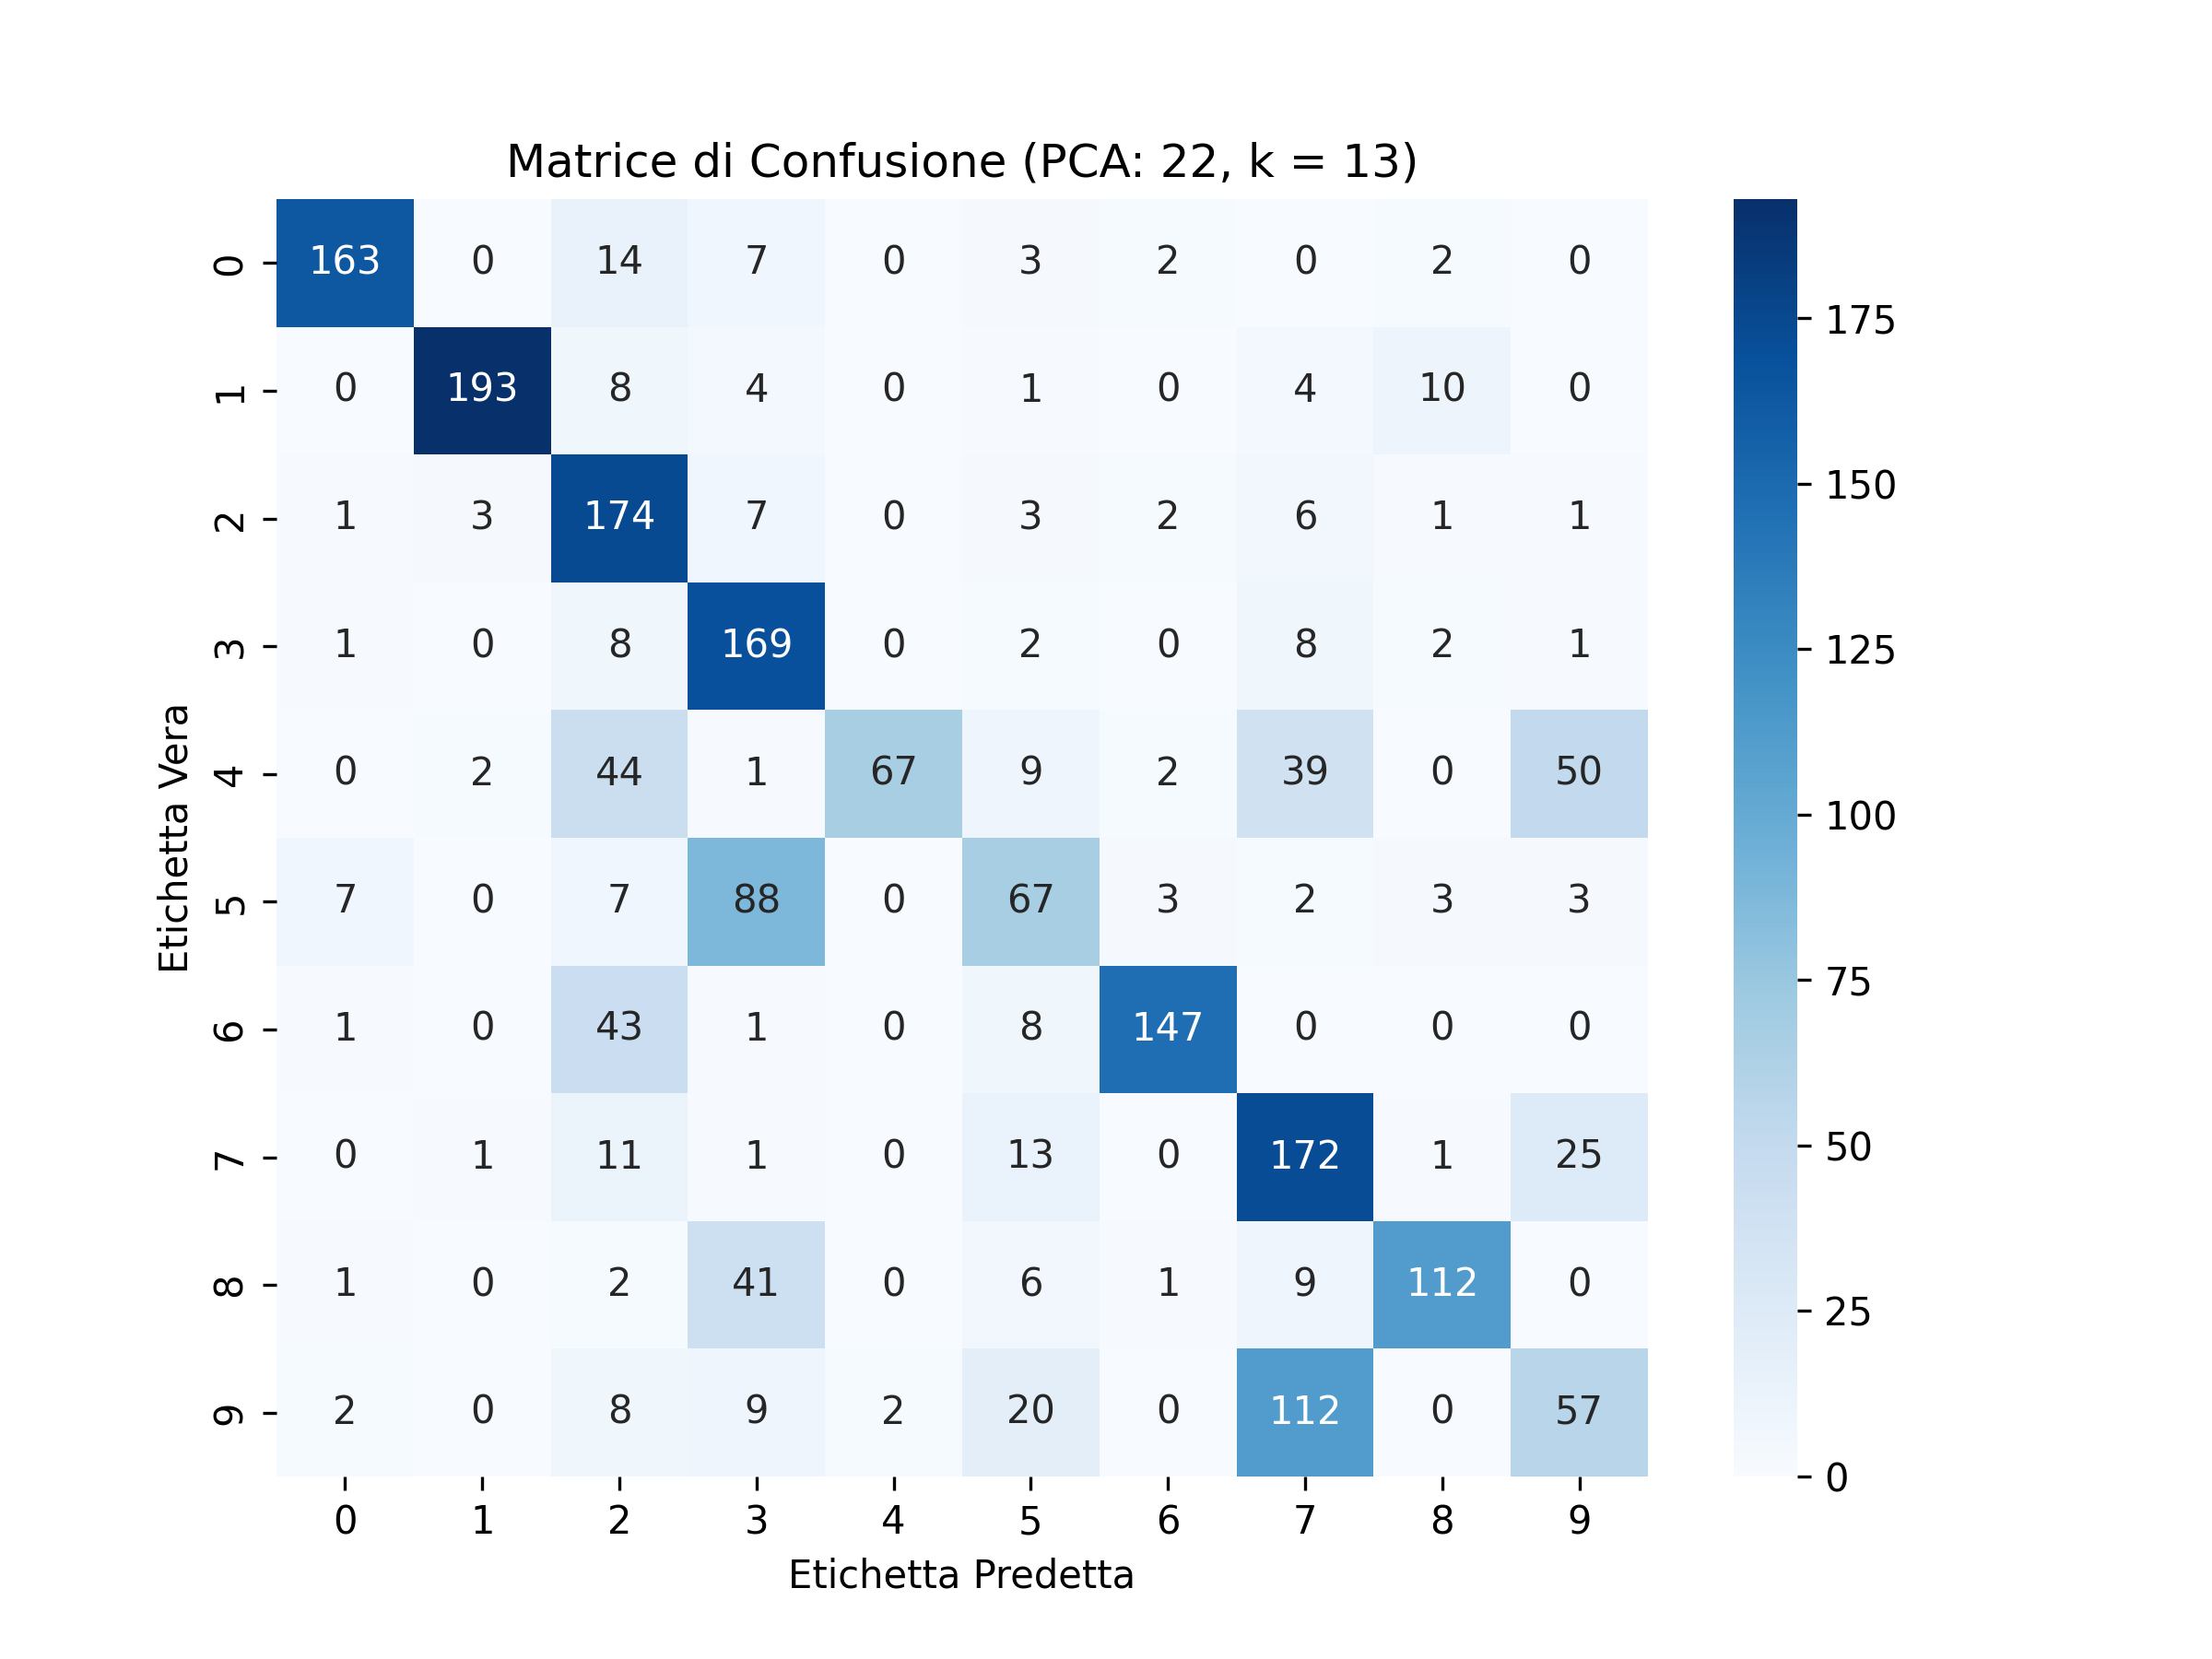 Matrice di Confusione (PCA: 22, k = 13)
0 163 0 14 7 0 3 2 0 2 0
1 0 193 8 4 0 1 0 4 10 0
2 1 3 174 7 0 3 2 6 1 1
3 1 0 8 169 0 2 0 8 2 1
4 0 2 44 1 67 9 2 39 0 50
5 7 0 7 88 0 67 3 2 3 3
6 1 0 43 1 0 8 147 0 0 0
7 0 1 11 1 0 13 0 172 1 25
8 1 0 2 41 0 6 1 9 112 0
9 2 0 8 9 2 20 0 112 0 57
0 1 2 3 4 5 6 7 8 9
Etichetta Predetta
Etichetta Vera
175
150
125
100
75
50
25
0